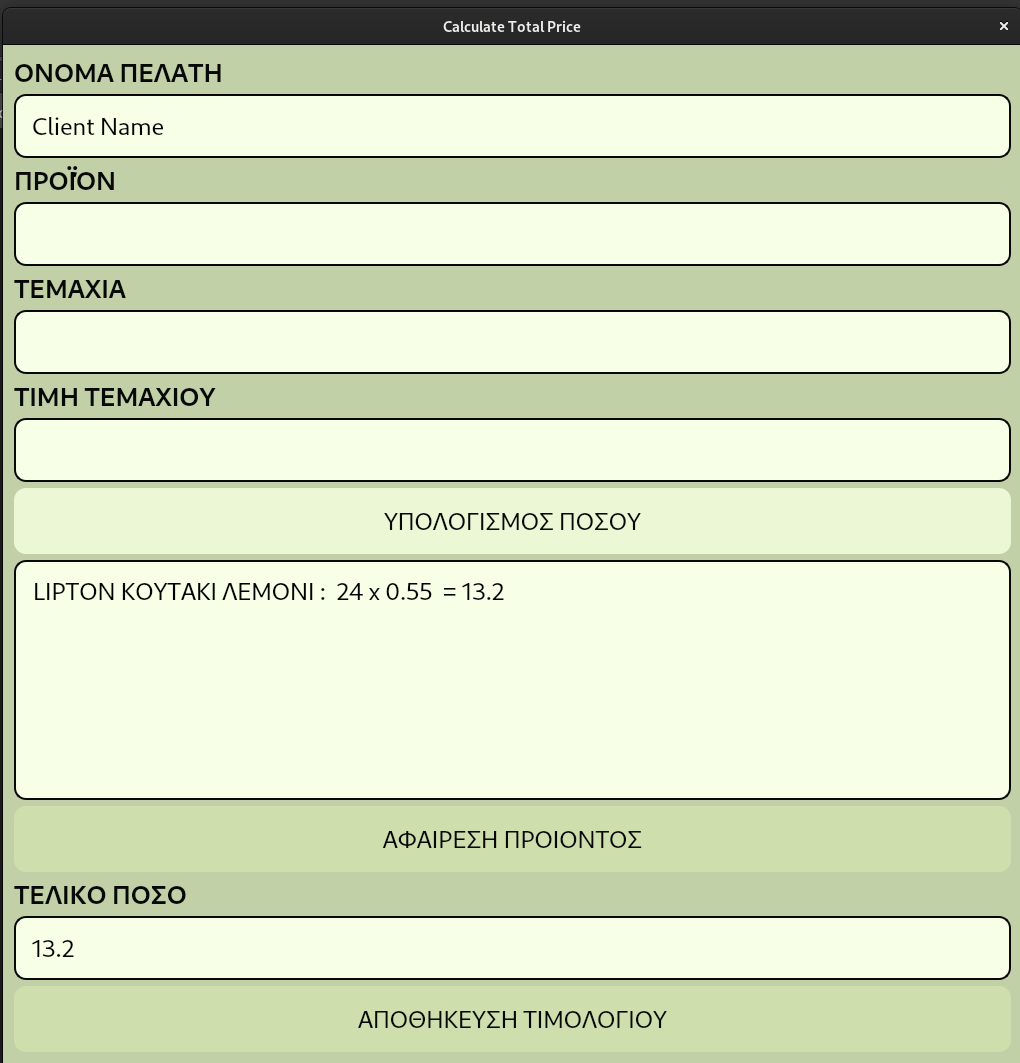 Calculate Total Price
ΟΝΟΜΑ ΠΕΛΑΤΗ
Client Name
ΠΡΟΪΌΝ
ΤΕΜΑΧΙΑ
ΤΙΜΗ ΤΕΜΑΧΙΟΥ
ΥΠΟΛΟΓΙΣΜΟΣ ΠΟΣΟΥ
LIPTON ΚΟΥΤΑΚΙ ΛΕΜΟΝΙ : 24 x 0.55 = 13.2
ΑΦΑΙΡΕΣΗ ΠΡΟΙΟΝΤΟΣ
ΤΕΛΙΚΟ ΠΟΣΟ
13.2
ΑΠΟΘΗΚΕΥΣΗ ΤΙΜΟΛΟΓΙΟΥ